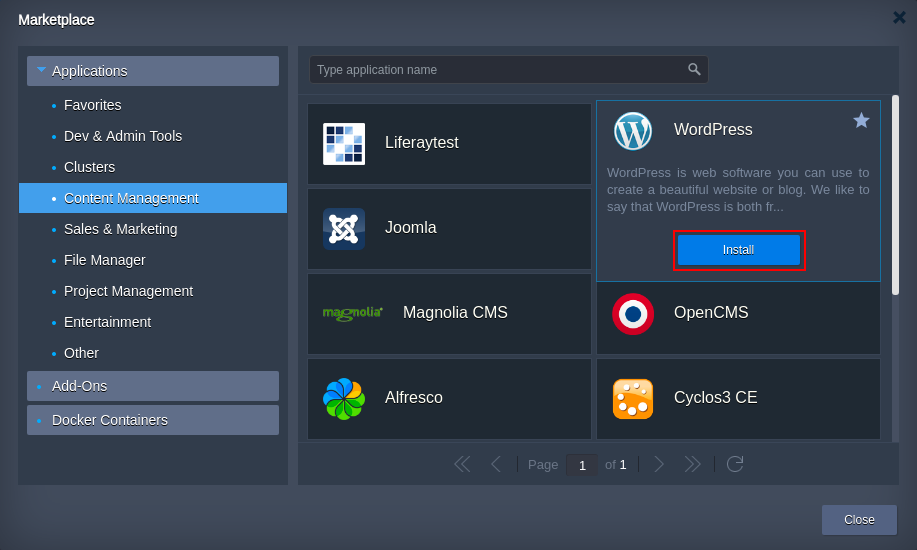 Marketplace
Applications
Favorites
Dev & Admin Tools
Clusters
Content Management
Sales & Marketing
File Manager
Project Management
Entertainment
Other
Add-Ons
Docker Containers
Type application name
Liferaytest
WordPress
WordPress is web software you can use to
create a beautiful website or blog. We like to
say that WordPress is both fr...
Install
Joomla
magnolia
Magnolia CMS
OpenCMS
Alfresco
Cyclos3 CE
Page 1 of 1
Close